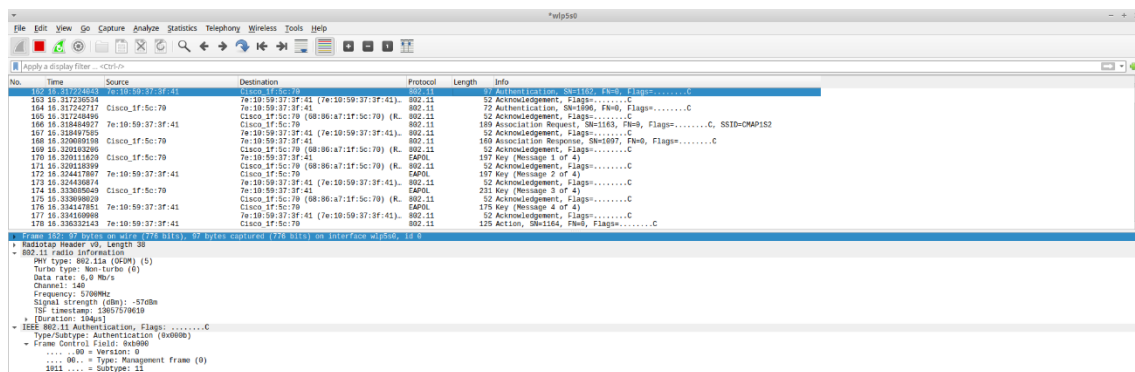 *wlp5s0
File Edit View Go Capture Analyze Statistics Telephony Wireless Tools Help
Apply a display filter ... <Ctrl-/>
No. Time Source Destination Protocol Length Info
162 16.317224043 7e:10:59:37:3f:41 Cisco_1f:5c:70 802.11 97 Authentication, SN=1162, FN=0, Flags=........C
163 16.317236534 7e:10:59:37:3f:41 (7e:10:59:37:3f:41)… 802.11 52 Acknowledgement, Flags=........C
164 16.317242717 Cisco_1f:5c:70 7e:10:59:37:3f:41 802.11 72 Authentication, SN=1096, FN=0, Flags=........C
165 16.317248496 Cisco_1f:5c:70 (68:86:a7:1f:5c:70) (R… 802.11 52 Acknowledgement, Flags=........C
166 16.318484927 7e:10:59:37:3f:41 Cisco_1f:5c:70 802.11 189 Association Request, SN=1163, FN=0, Flags=........C, SSID=CMAP1S2
167 16.318497585 7e:10:59:37:3f:41 (7e:10:59:37:3f:41)… 802.11 52 Acknowledgement, Flags=........C
168 16.320089198 Cisco_1f:5c:70 7e:10:59:37:3f:41 802.11 160 Association Response, SN=1097, FN=0, Flags=........C
169 16.320103206 Cisco_1f:5c:70 (68:86:a7:1f:5c:70) (R… 802.11 52 Acknowledgement, Flags=........C
170 16.320111620 Cisco_1f:5c:70 7e:10:59:37:3f:41 EAPOL 197 Key (Message 1 of 4)
171 16.320118399 Cisco_1f:5c:70 (68:86:a7:1f:5c:70) (R… 802.11 52 Acknowledgement, Flags=........C
172 16.324417807 7e:10:59:37:3f:41 Cisco_1f:5c:70 EAPOL 197 Key (Message 2 of 4)
173 16.324436874 7e:10:59:37:3f:41 (7e:10:59:37:3f:41)… 802.11 52 Acknowledgement, Flags=........C
174 16.333085049 Cisco_1f:5c:70 7e:10:59:37:3f:41 EAPOL 231 Key (Message 3 of 4)
175 16.333098020 Cisco_1f:5c:70 (68:86:a7:1f:5c:70) (R… 802.11 52 Acknowledgement, Flags=........C
176 16.334147851 7e:10:59:37:3f:41 Cisco_1f:5c:70 EAPOL 175 Key (Message 4 of 4)
177 16.334160908 7e:10:59:37:3f:41 (7e:10:59:37:3f:41)… 802.11 52 Acknowledgement, Flags=........C
178 16.336332143 7e:10:59:37:3f:41 Cisco_1f:5c:70 802.11 125 Action, SN=1164, FN=0, Flags=........C
Frame 162: 97 bytes on wire (776 bits), 97 bytes captured (776 bits) on interface wlp5s0, id 0
Radiotap Header v0, Length 38
802.11 radio information
PHY type: 802.11a (OFDM) (5)
Turbo type: Non-turbo (0)
Data rate: 6,0 Mb/s
Channel: 140
Frequency: 5700MHz
Signal strength (dBm): -57dBm
TSF timestamp: 13057570610
[Duration: 104µs]
IEEE 802.11 Authentication, Flags: ........C
Type/Subtype: Authentication (0x000b)
Frame Control Field: 0xb000
.... ..00 = Version: 0
.... 00.. = Type: Management frame (0)
1011 .... = Subtype: 11